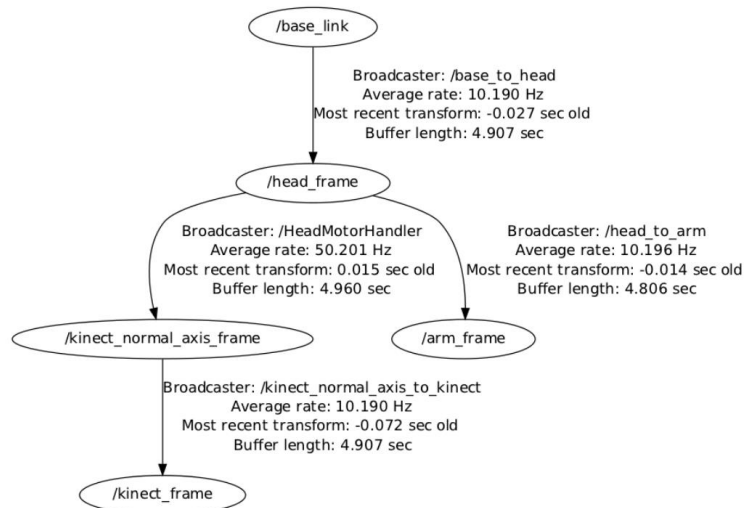 /base_link
Broadcaster: /base_to_head
Average rate: 10.190 Hz
Most recent transform: -0.027 sec old
Buffer length: 4.907 sec
/head_frame
Broadcaster: /HeadMotorHandler
Average rate: 50.201 Hz
Most recent transform: 0.015 sec old
Buffer length: 4.960 sec
Broadcaster: /head_to_arm
Average rate: 10.196 Hz
Most recent transform: -0.014 sec old
Buffer length: 4.806 sec
/kinect_normal_axis_frame
/arm_frame
Broadcaster: /kinect_normal_axis_to_kinect
Average rate: 10.190 Hz
Most recent transform: -0.072 sec old
Buffer length: 4.907 sec
/kinect_frame